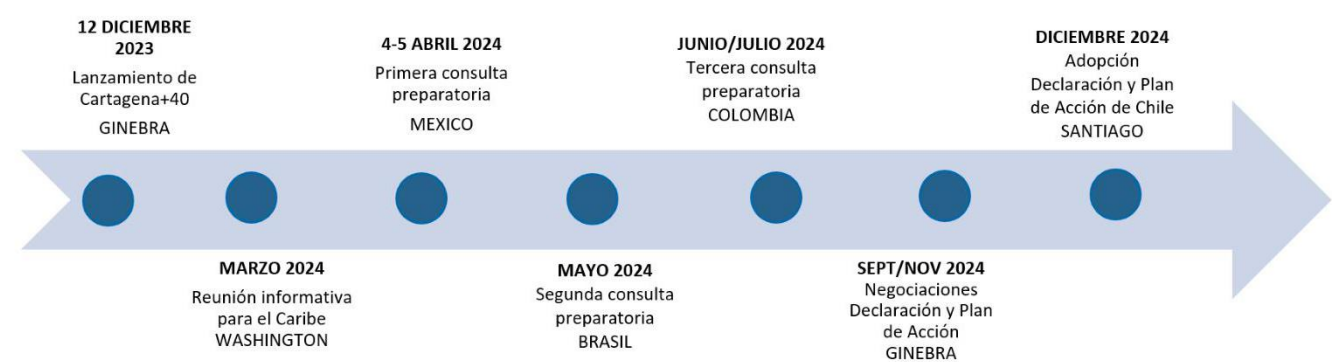 12 DICIEMBRE
2023
Lanzamiento de
Cartagena+40
GINEBRA
MARZO 2024
Reunión informativa
para el Caribe
WASHINGTON
4-5 ABRIL 2024
Primera consulta
preparatoria
MEXICO
MAYO 2024
Segunda consulta
preparatoria
BRASIL
JUNIO/JULIO 2024
Tercera consulta
preparatoria
COLOMBIA
SEPT/NOV 2024
Negociaciones
Declaración y Plan
de Acción
GINEBRA
DICIEMBRE 2024
Adopción
Declaración y Plan
de Acción de Chile
SANTIAGO